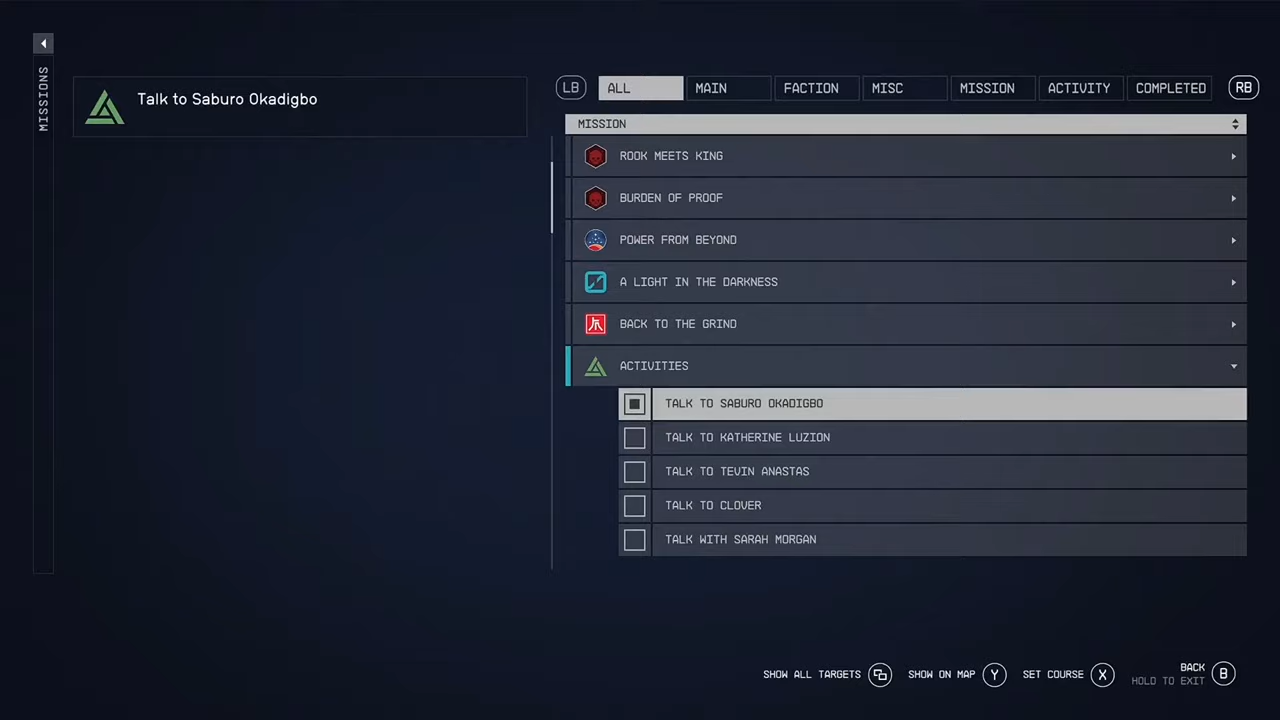 MISSIONS
Talk to Saburo Okadigbo
LB
ALL
MAIN
FACTION
MISC
MISSION
ACTIVITY
COMPLETED
RB
MISSION
ROOK MEETS KING
BURDEN OF PROOF
POWER FROM BEYOND
A LIGHT IN THE DARKNESS
BACK TO THE GRIND
ACTIVITIES
TALK TO SABURO OKADIGBO
TALK TO KATHERINE LUZION
TALK TO TEVIN ANASTAS
TALK TO CLOVER
TALK WITH SARAH MORGAN
SHOW ALL TARGETS
SHOW ON MAP Y
SET COURSE X
BACK B
HOLD TO EXIT